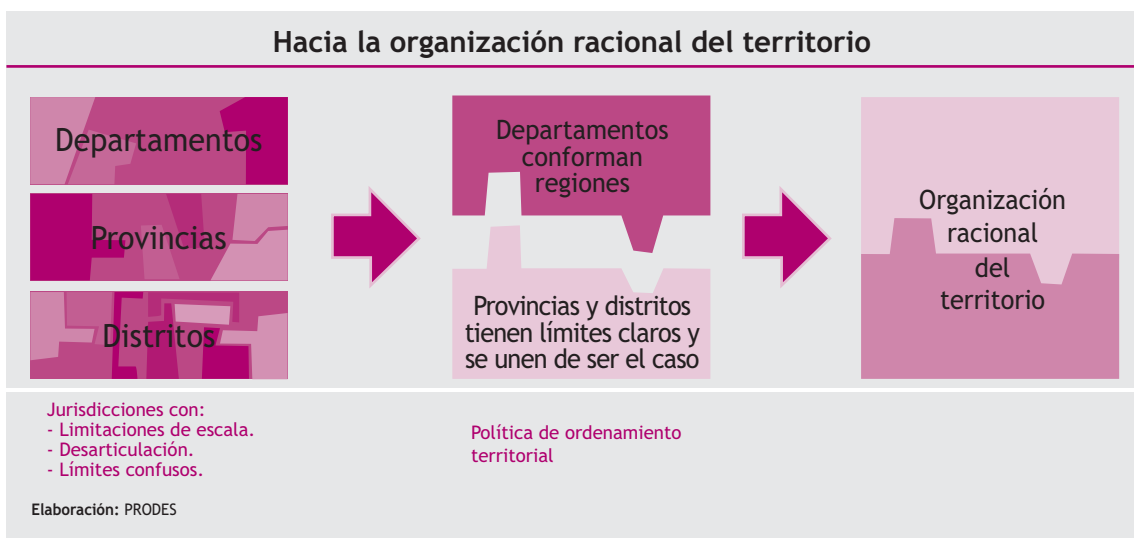 Hacia la organización racional del territorio
Departamentos
Provincias
Distritos
Departamentos
conforman
regiones
Provincias y distritos
tienen límites claros y
se unen de ser el caso
Organización
racional
del
territorio
Jurisdicciones con:
- Limitaciones de escala.
- Desarticulación.
- Límites confusos.
Política de ordenamiento
territorial
Elaboración: PRODES